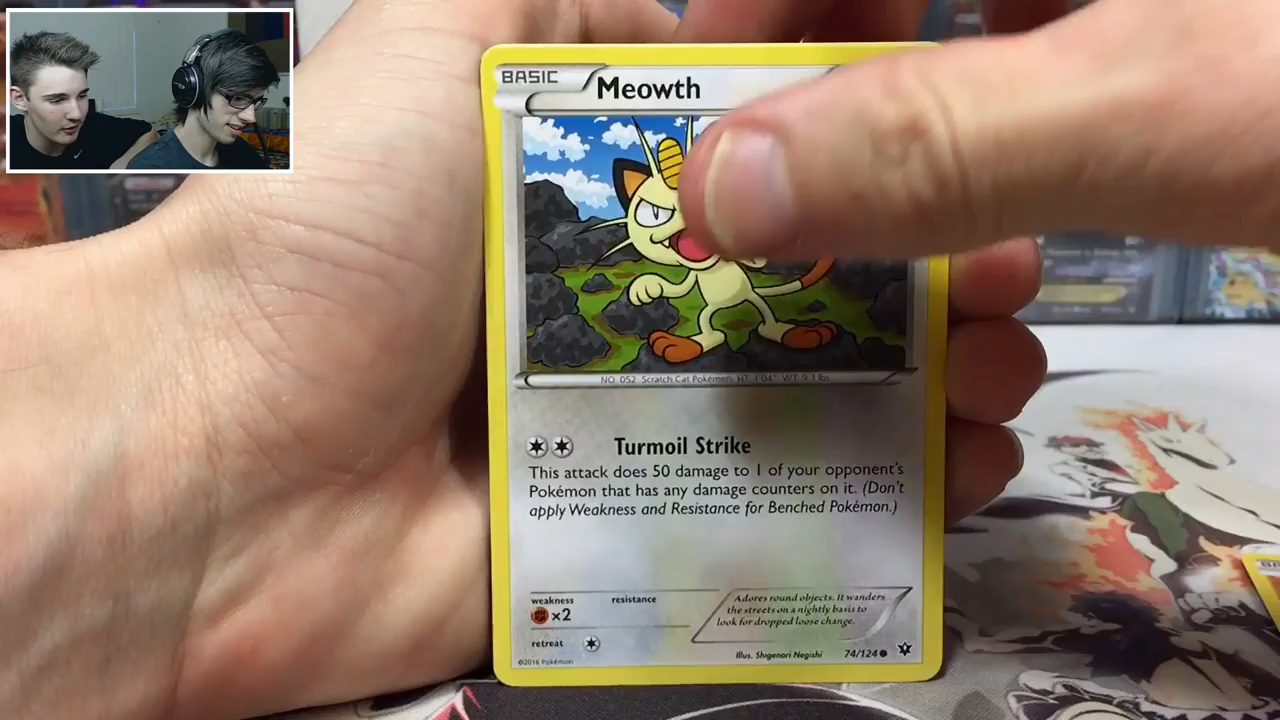 BASIC
Meowth
NO. 052 Scratch Cat Pokémon HT: 1'04" WT: 9.3 lbs
Turmoil Strike
This attack does 50 damage to 1 of your opponent's
Pokémon that has any damage counters on it. (Don't
apply Weakness and Resistance for Benched Pokémon.)
weakness
resistance
×2
retreat
Adores round objects. It wanders
the streets on a nightly basis to
look for dropped loose change.
Illus. Shigenori Negishi
74/124
©2016 Pokémon